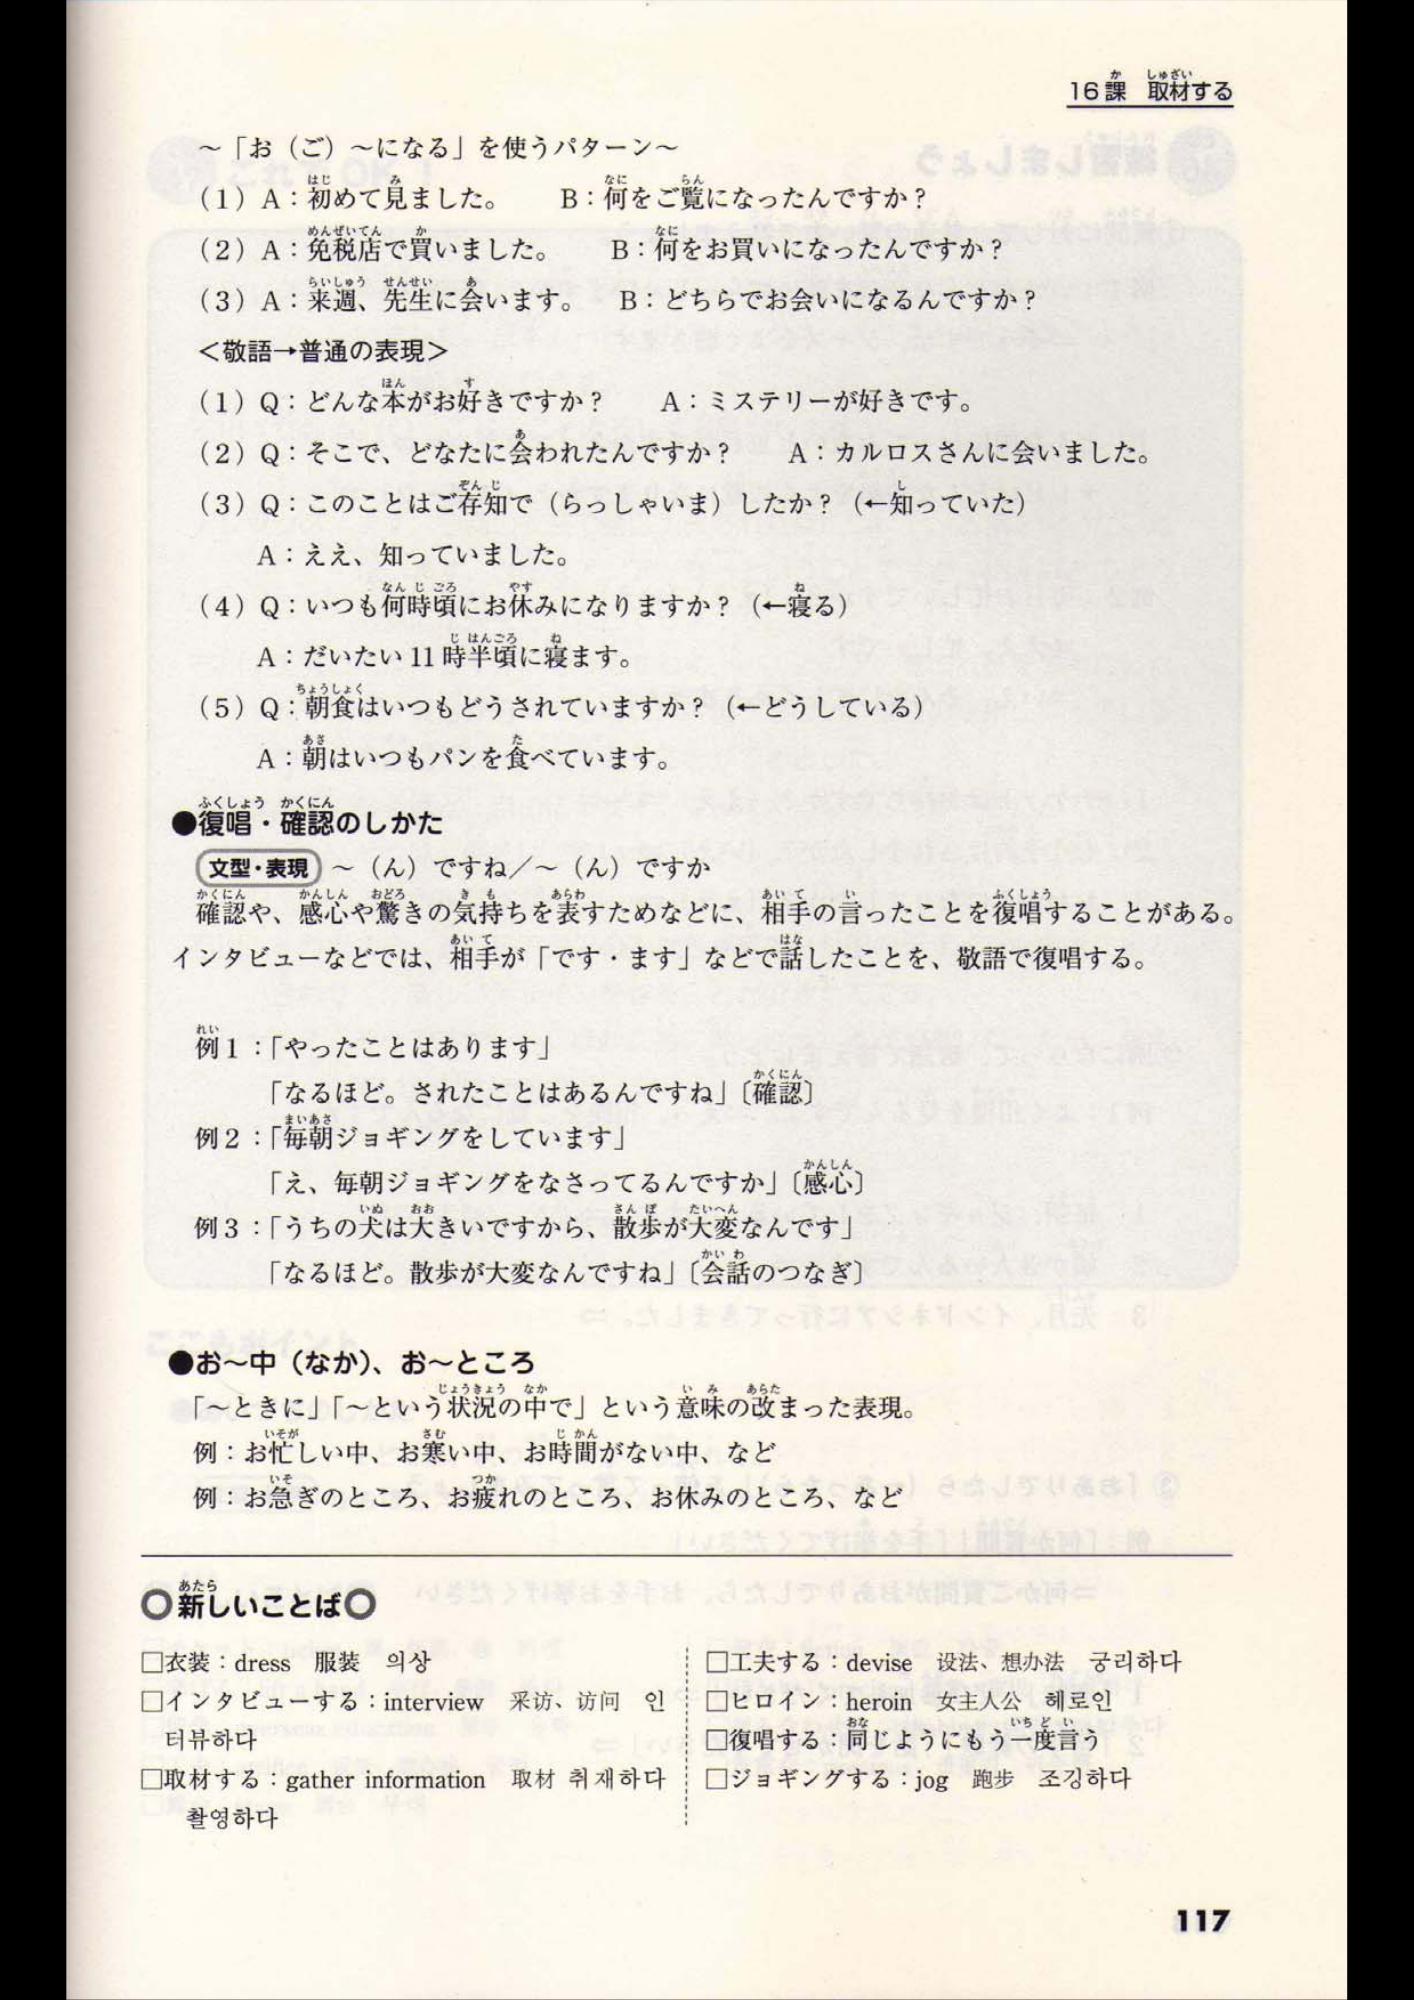 16課 取材する
～「お（ご）～になる」を使うパターン～
（1）A：初めて見ました。 B：何をご覧になったんですか？
（2）A：免税店で買いました。 B：何をお買いになったんですか？
（3）A：来週、先生に会います。 B：どちらでお会いになるんですか？
＜敬語→普通の表現＞
（1）Q：どんな本がお好きですか？ A：ミステリーが好きです。
（2）Q：そこで、どなたに会われたんですか？ A：カルロスさんに会いました。
（3）Q：このことはご存知で（らっしゃいま）したか？（←知っていた）
A：ええ、知っていました。
（4）Q：いつも何時頃にお休みになりますか？（←寝る）
A：だいたい11時半頃に寝ます。
（5）Q：朝食はいつもどうされていますか？（←どうしている）
A：朝はいつもパンを食べています。
●復唱・確認のしかた
文型・表現 ～（ん）ですね／～（ん）ですか
確認や、感心や驚きの気持ちを表すためなどに、相手の言ったことを復唱することがある。
インタビューなどでは、相手が「です・ます」などで話したことを、敬語で復唱する。
例1：「やったことはあります」
「なるほど。されたことはあるんですね」〔確認〕
例2：「毎朝ジョギングをしています」
「え、毎朝ジョギングをなさってるんですか」〔感心〕
例3：「うちの犬は大きいですから、散歩が大変なんです」
「なるほど。散歩が大変なんですね」〔会話のつなぎ〕
●お～中（なか）、お～ところ
「～ときに」「～という状況の中で」という意味の改まった表現。
例：お忙しい中、お寒い中、お時間がない中、など
例：お急ぎのところ、お疲れのところ、お休みのところ、など
○新しいことば○
□衣装：dress 服装 의상
□インタビューする：interview 采访、访问 인
터뷰하다
□取材する：gather information 取材 취재하다
촬영하다
□工夫する：devise 设法、想办法 궁리하다
□ヒロイン：heroin 女主人公 헤로인
□復唱する：同じようにもう一度言う
□ジョギングする：jog 跑步 조깅하다
117